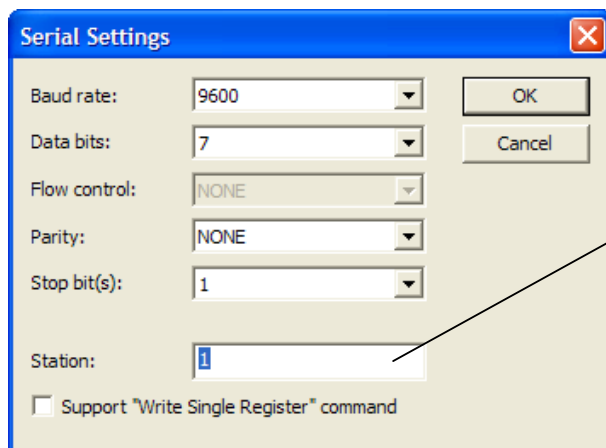 Serial Settings
Baud rate: 9600 OK
Data bits: 7 Cancel
Flow control: NONE
Parity: NONE
Stop bit(s): 1
Station: 1
Support "Write Single Register" command